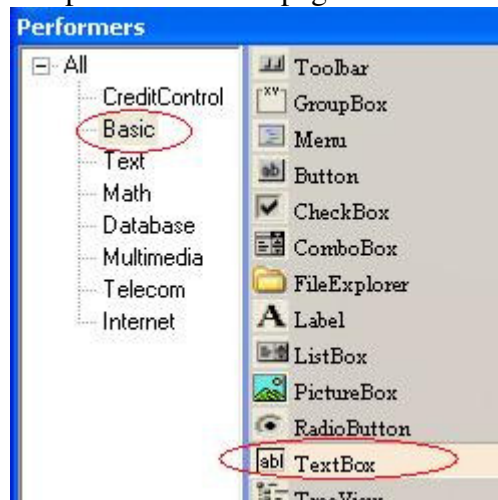 Performers
All
CreditControl
Basic
Text
Math
Database
Multimedia
Telecom
Internet
Toolbar
GroupBox
Menu
Button
CheckBox
ComboBox
FileExplorer
Label
ListBox
PictureBox
RadioButton
TextBox